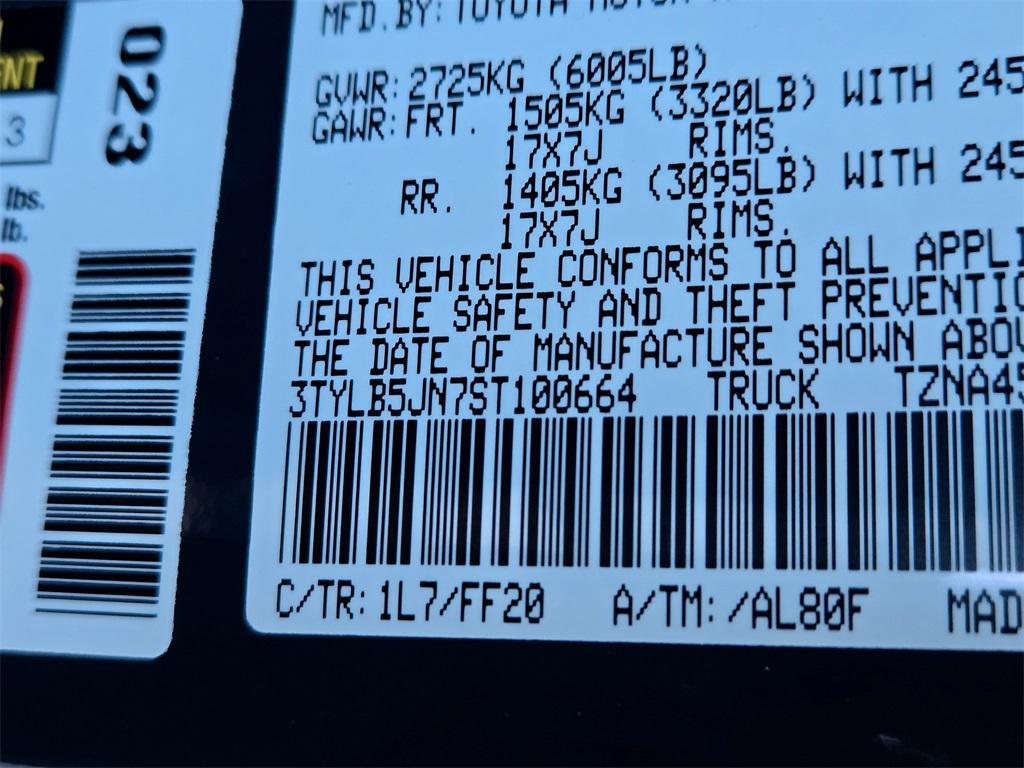 ENT
3
023
lbs.
lb.
MFD.BY:TOYOTA MOTOR
GVWR:2725KG (6005LB)
GAWR:FRT. 1505KG (3320LB) WITH 245
17X7J RIMS.
RR. 1405KG (3095LB) WITH 245
17X7J RIMS.
THIS VEHICLE CONFORMS TO ALL APPLI
VEHICLE SAFETY AND THEFT PREVENTIO
THE DATE OF MANUFACTURE SHOWN ABOV
3TYLB5JN7ST100664 TRUCK TZNA45
C/TR:1L7/FF20 A/TM:/AL80F MAD